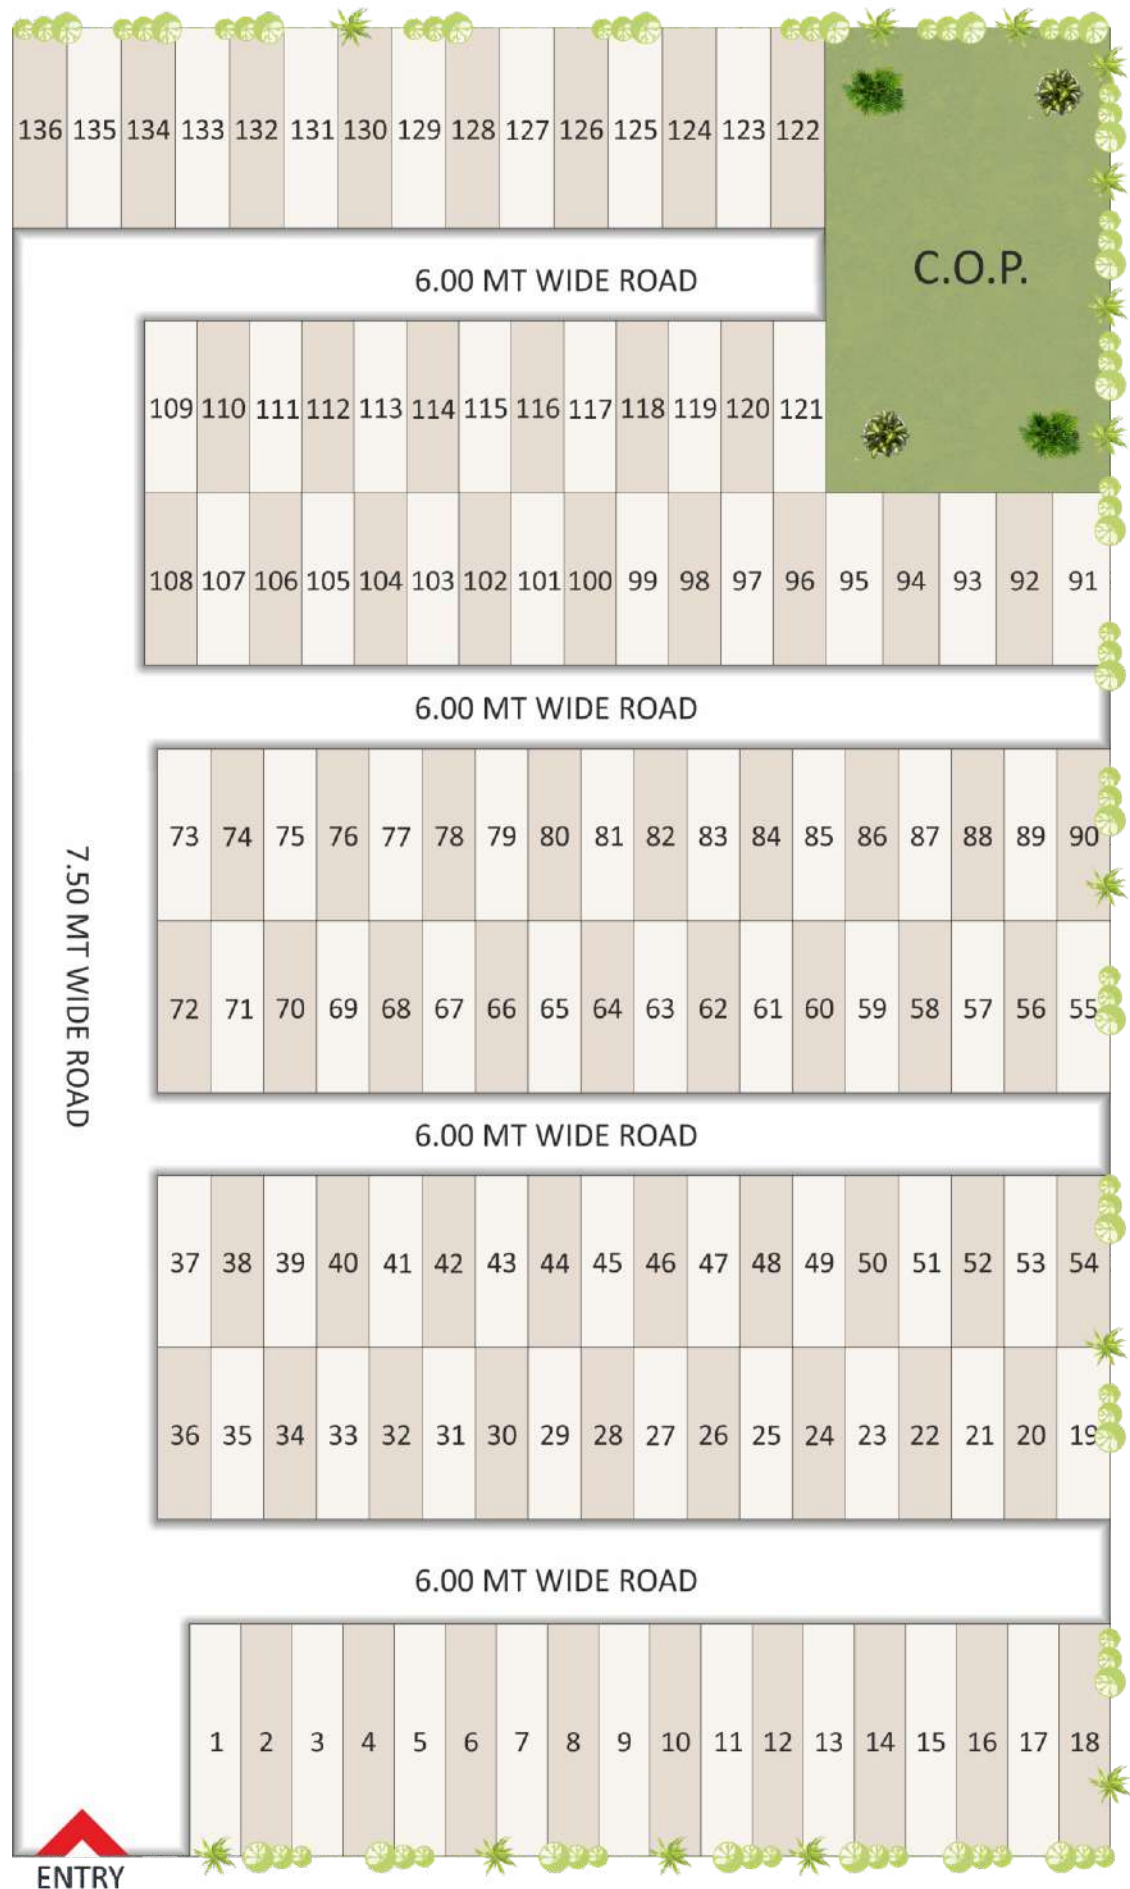 136 135 134 133 132 131 130 129 128 127 126 125 124 123 122
C.O.P.
6.00 MT WIDE ROAD
109 110 111 112 113 114 115 116 117 118 119 120 121
108 107 106 105 104 103 102 101 100 99 98 97 96 95 94 93 92 91
6.00 MT WIDE ROAD
73 74 75 76 77 78 79 80 81 82 83 84 85 86 87 88 89 90
7.50 MT WIDE ROAD
72 71 70 69 68 67 66 65 64 63 62 61 60 59 58 57 56 55
6.00 MT WIDE ROAD
37 38 39 40 41 42 43 44 45 46 47 48 49 50 51 52 53 54
36 35 34 33 32 31 30 29 28 27 26 25 24 23 22 21 20 19
6.00 MT WIDE ROAD
1 2 3 4 5 6 7 8 9 10 11 12 13 14 15 16 17 18
ENTRY